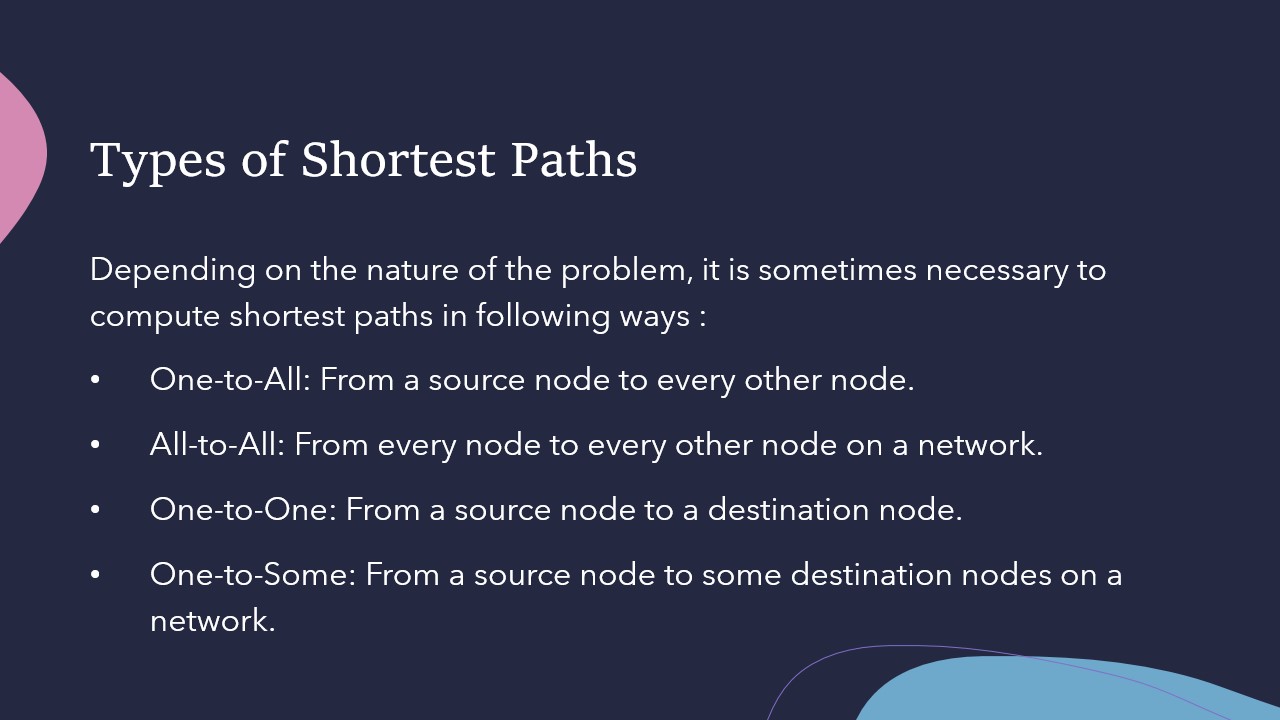 Types of Shortest Paths
Depending on the nature of the problem, it is sometimes necessary to
compute shortest paths in following ways :
• One-to-All: From a source node to every other node.
• All-to-All: From every node to every other node on a network.
• One-to-One: From a source node to a destination node.
• One-to-Some: From a source node to some destination nodes on a
network.